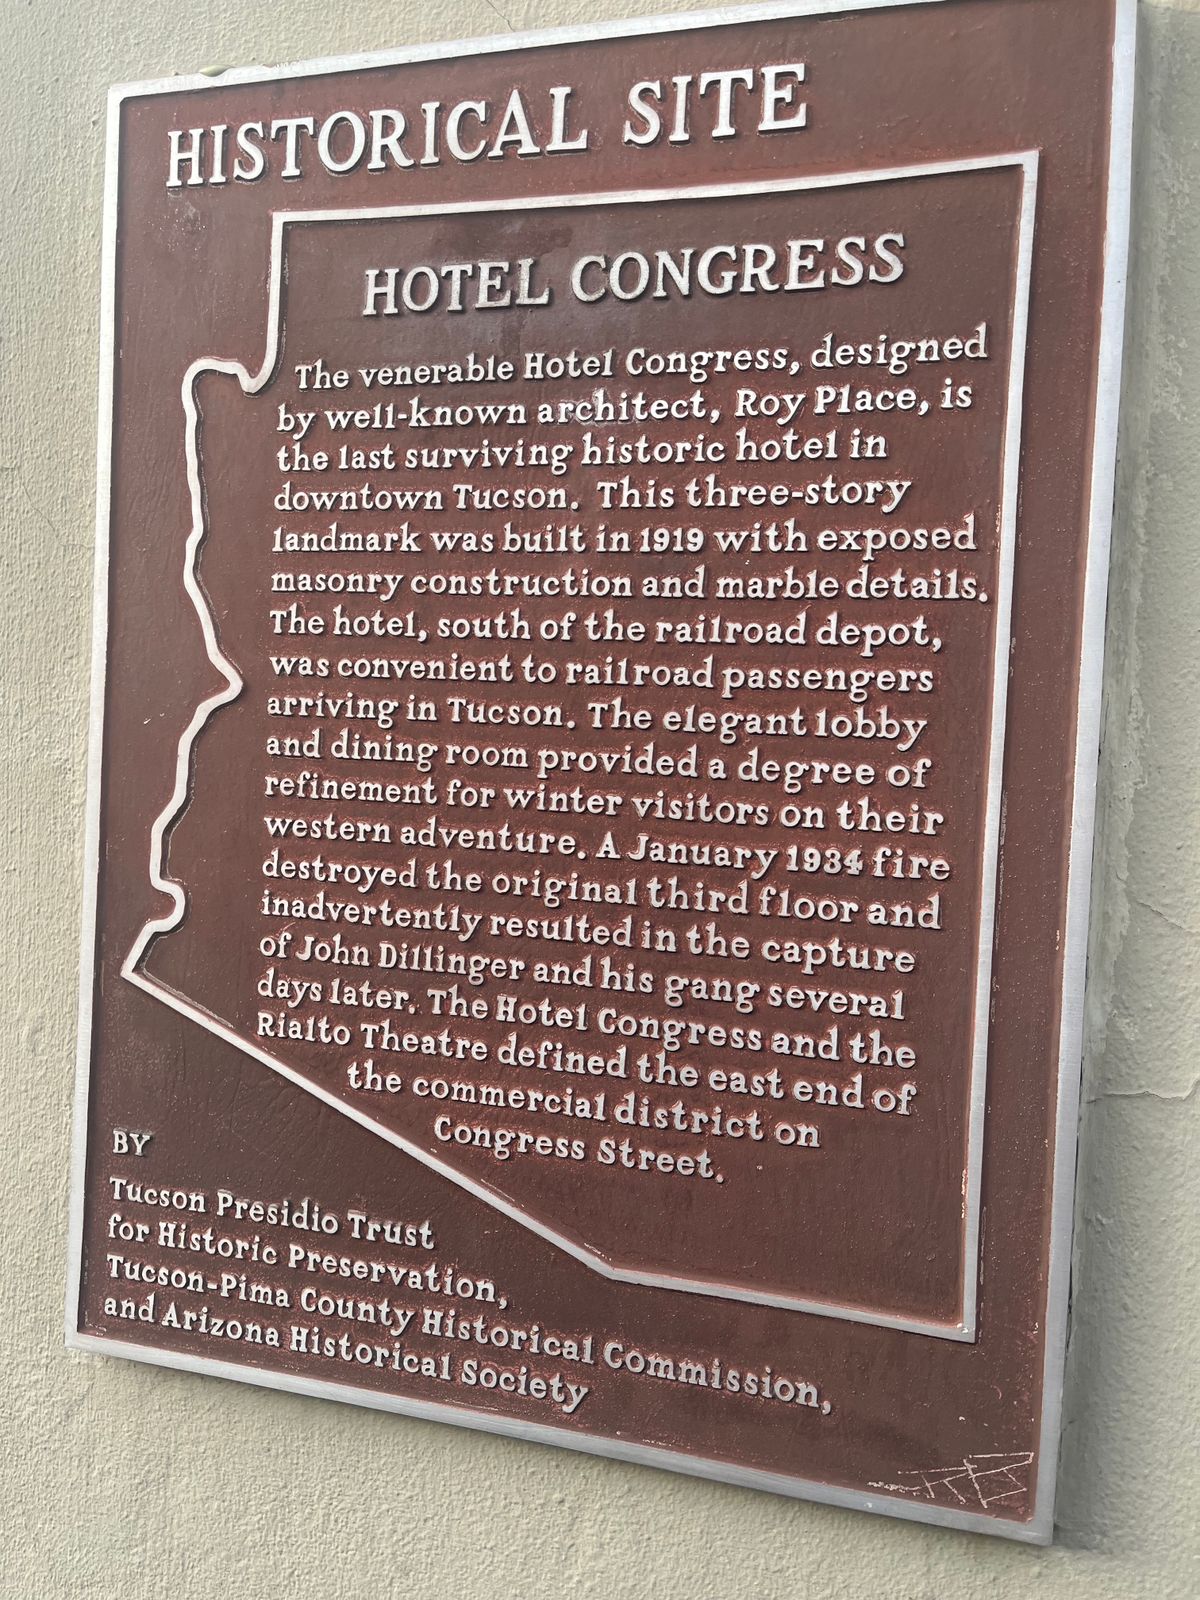 HISTORICAL SITE
HOTEL CONGRESS
The venerable Hotel Congress, designed
by well-known architect, Roy Place, is
the last surviving historic hotel in
downtown Tucson. This three-story
landmark was built in 1919 with exposed
masonry construction and marble details.
The hotel, south of the railroad depot,
was convenient to railroad passengers
arriving in Tucson. The elegant lobby
and dining room provided a degree of
refinement for winter visitors on their
western adventure. A January 1934 fire
destroyed the original third floor and
inadvertently resulted in the capture
of John Dillinger and his gang several
days later. The Hotel Congress and the
Rialto Theatre defined the east end of
the commercial district on
Congress Street.
BY
Tucson Presidio Trust
for Historic Preservation,
Tucson-Pima County Historical Commission,
and Arizona Historical Society